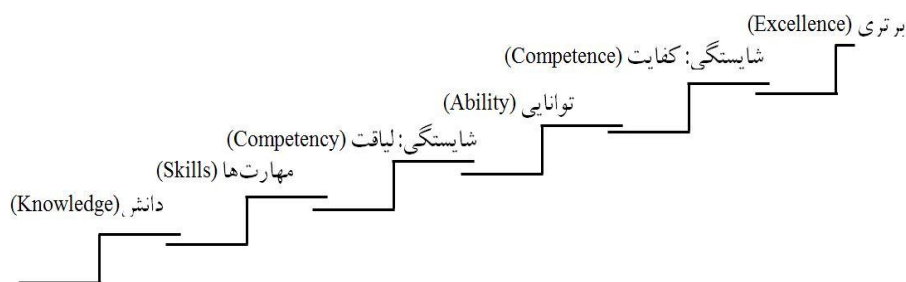 برتری (Excellence)
شایستگی: کفایت (Competence)
توانایی (Ability)
شایستگی: لیاقت (Competency)
مهارت‌ها (Skills)
دانش (Knowledge)